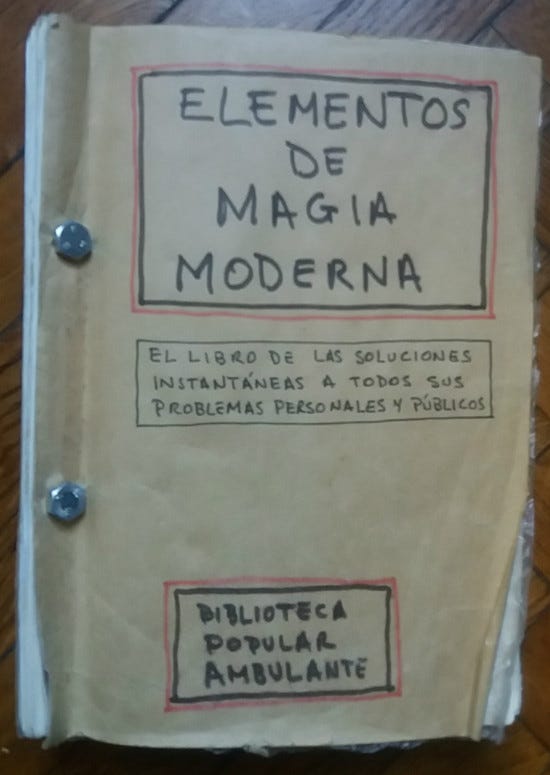 ELEMENTOS
DE
MAGIA
MODERNA
EL LIBRO DE LAS SOLUCIONES
INSTANTÁNEAS A TODOS SUS
PROBLEMAS PERSONALES Y PÚBLICOS
BIBLIOTECA
POPULAR
AMBULANTE